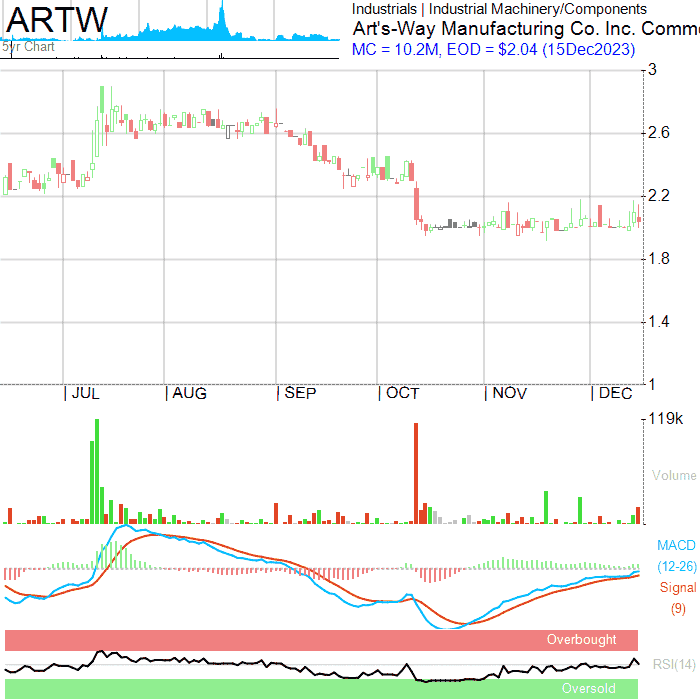 ARTW
5yr Chart
Industrials | Industrial Machinery/Components
Art's-Way Manufacturing Co. Inc. Comm
MC = 10.2M, EOD = $2.04 (15Dec2023)
3
2.6
2.2
1.8
1.4
1
JUL AUG SEP OCT NOV DEC
119k
Volume
MACD
(12-26)
Signal
(9)
Overbought
RSI(14)
Oversold